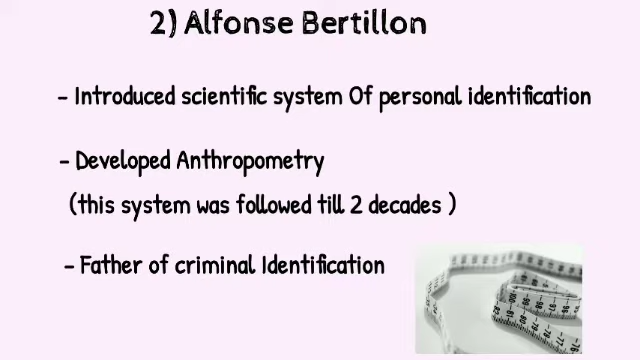 2) Alfonse Bertillon
- Introduced scientific system Of personal identification
- Developed Anthropometry
(this system was followed till 2 decades )
- Father of criminal Identification